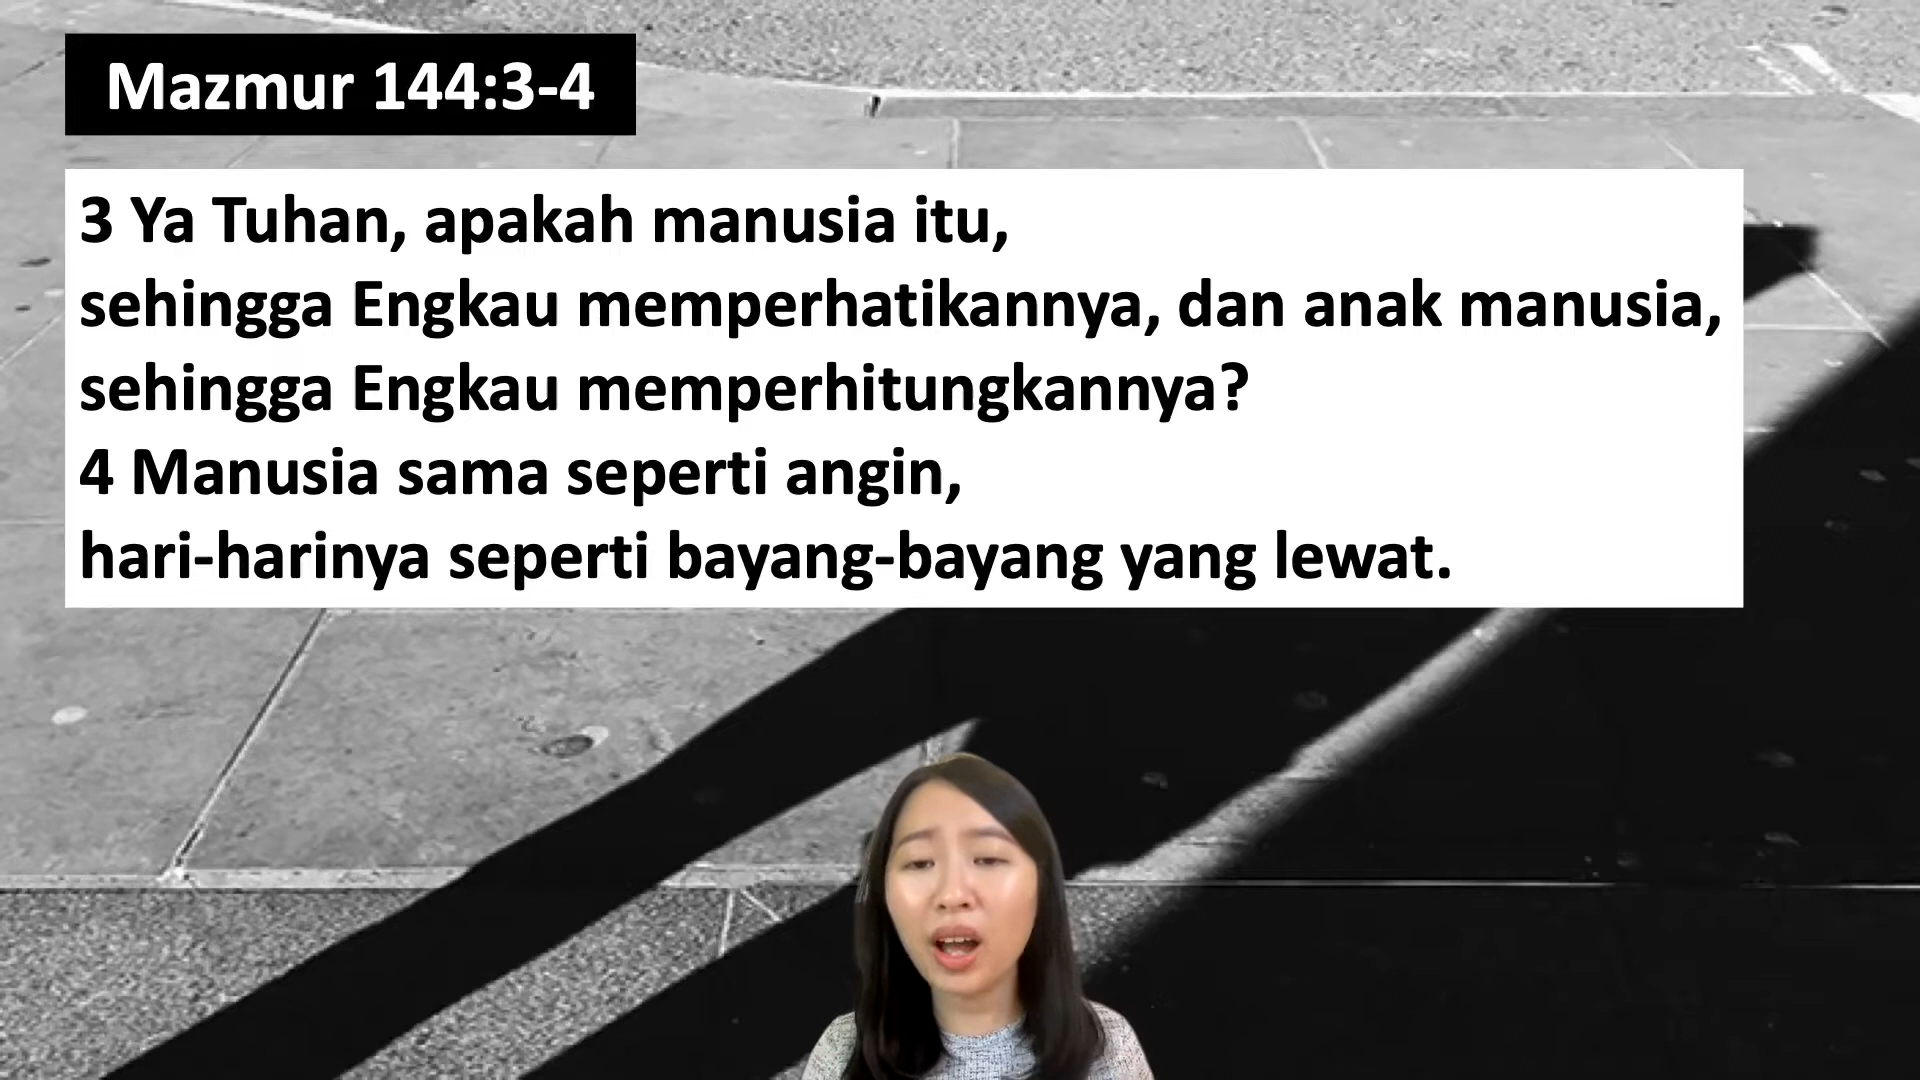 Mazmur 144:3-4
3 Ya Tuhan, apakah manusia itu,
sehingga Engkau memperhatikannya, dan anak manusia,
sehingga Engkau memperhitungkannya?
4 Manusia sama seperti angin,
hari-harinya seperti bayang-bayang yang lewat.